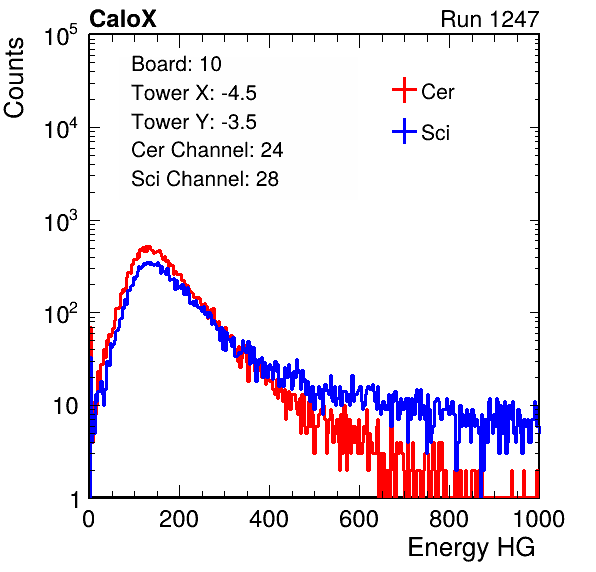 CaloX Run 1247
Counts
10^5
10^4
10^3
10^2
10
1
Board: 10
Tower X: -4.5
Tower Y: -3.5
Cer Channel: 24
Sci Channel: 28
Cer
Sci
0 200 400 600 800 1000
Energy HG